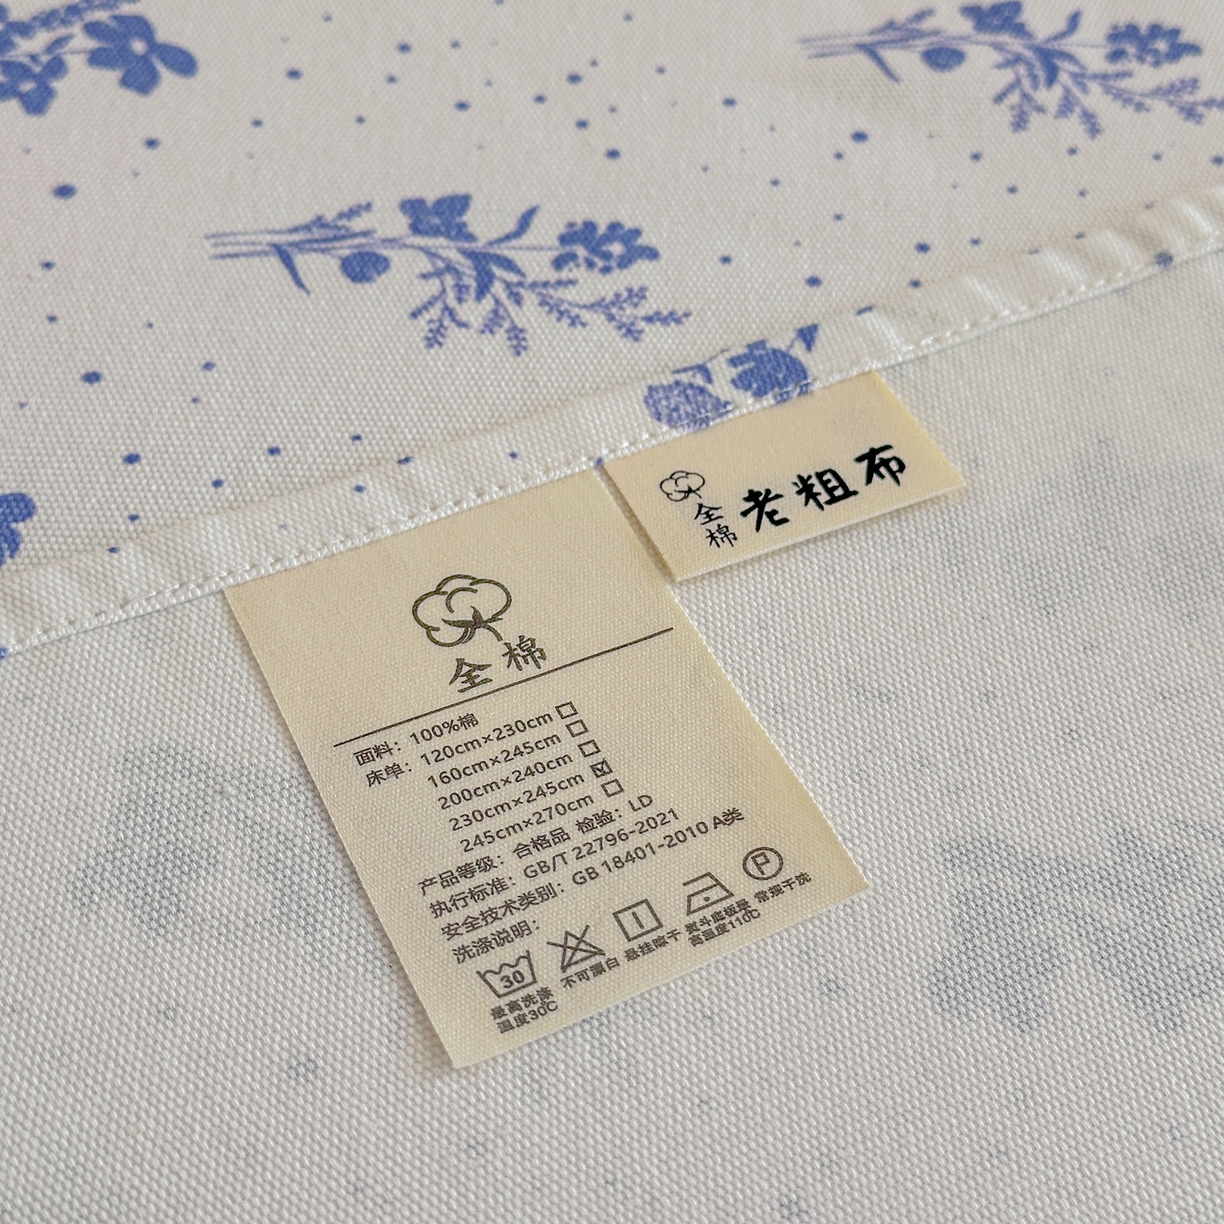 全棉
老粗布
全棉
面料：100%棉
床单：120cm×230cm □
160cm×245cm □
200cm×240cm □
230cm×245cm ☑
245cm×270cm □
产品等级：合格品 检验：LD
执行标准：GB/T 22796-2021
安全技术类别：GB 18401-2010 A类
洗涤说明：
30
P
最高洗涤温度30℃
不可漂白
悬挂晾干
熨斗底板最高温度110℃
常规干洗